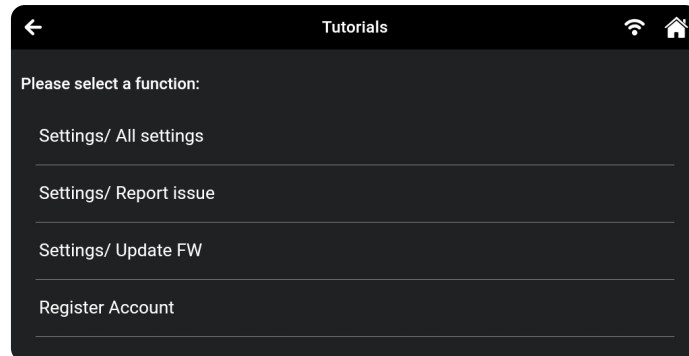 Tutorials
Please select a function:
Settings/ All settings
Settings/ Report issue
Settings/ Update FW
Register Account